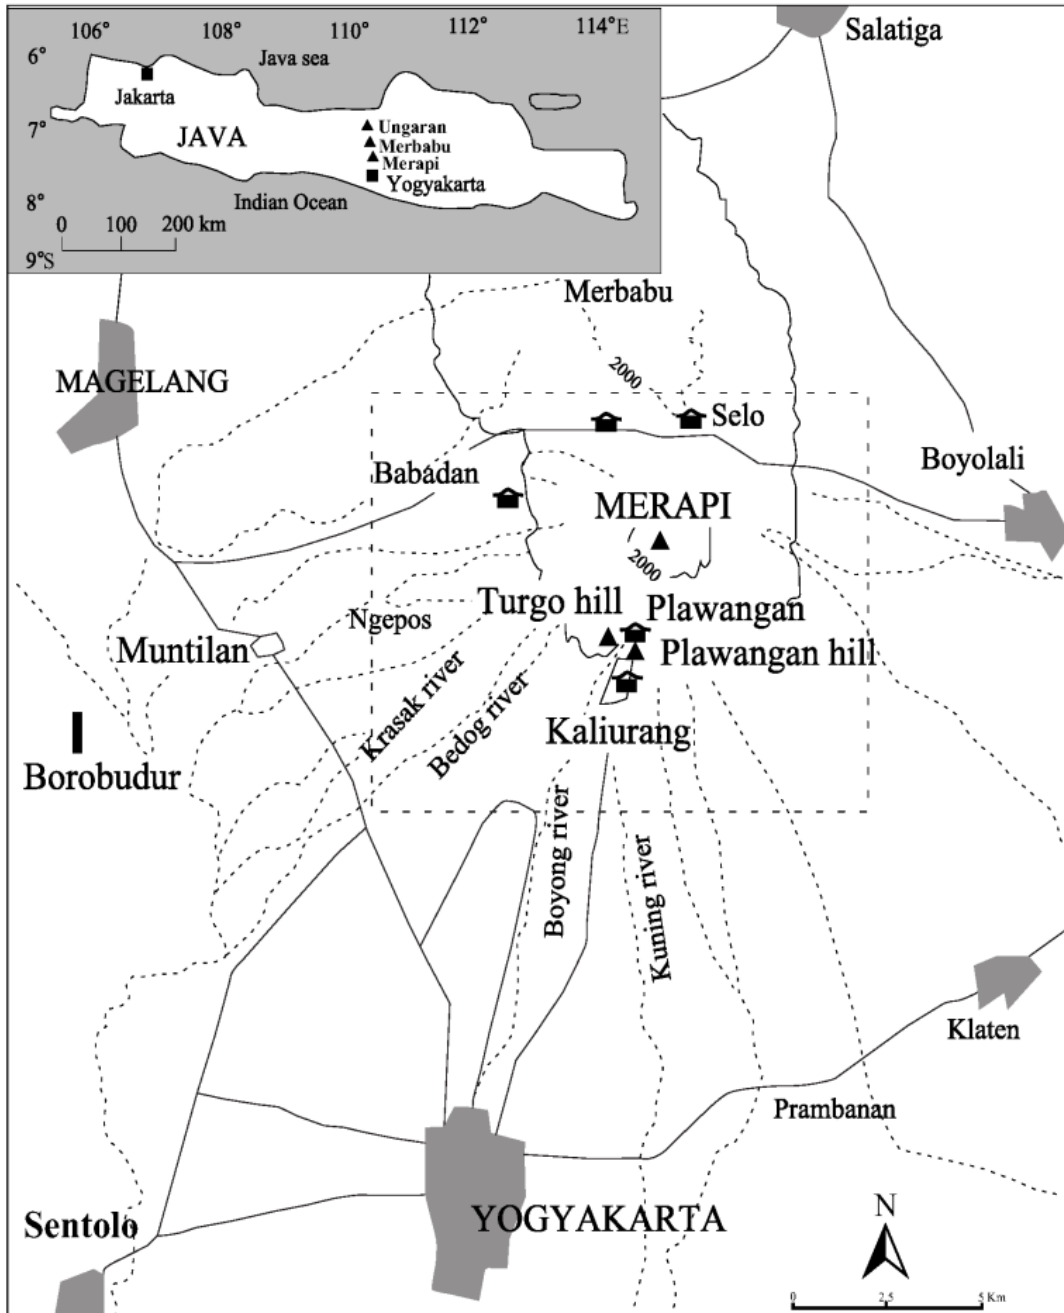 106° 108° 110° 112° 114°E
6°
7°
8°
9°S
Java sea
Jakarta
JAVA
Ungaran
Merbabu
Merapi
Yogyakarta
Indian Ocean
0 100 200 km
Salatiga
Merbabu
2000
MAGELANG
Selo
Boyolali
Babadan
MERAPI
2000
Turgo hill
Plawangan
Ngepos
Plawangan hill
Muntilan
Krasak river
Bedog river
Kaliurang
Borobudur
Boyong river
Kuning river
Klaten
Prambanan
Sentolo
YOGYAKARTA
N
0 2,5 5 Km